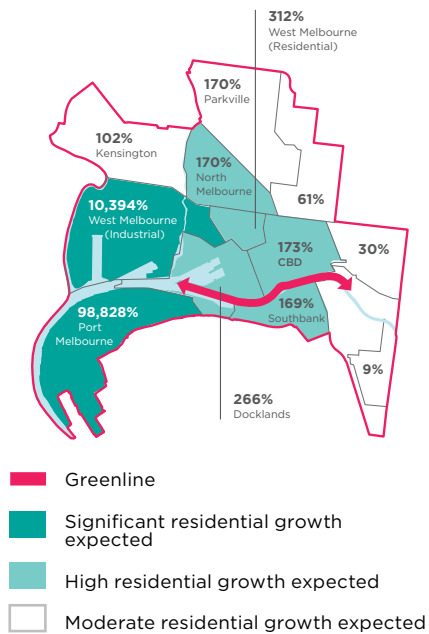 312%
West Melbourne
(Residential)
170%
Parkville
102%
Kensington
170%
North
Melbourne
61%
10,394%
West Melbourne
(Industrial)
173%
CBD
30%
169%
Southbank
98,828%
Port
Melbourne
9%
266%
Docklands
Greenline
Significant residential growth
expected
High residential growth expected
Moderate residential growth expected